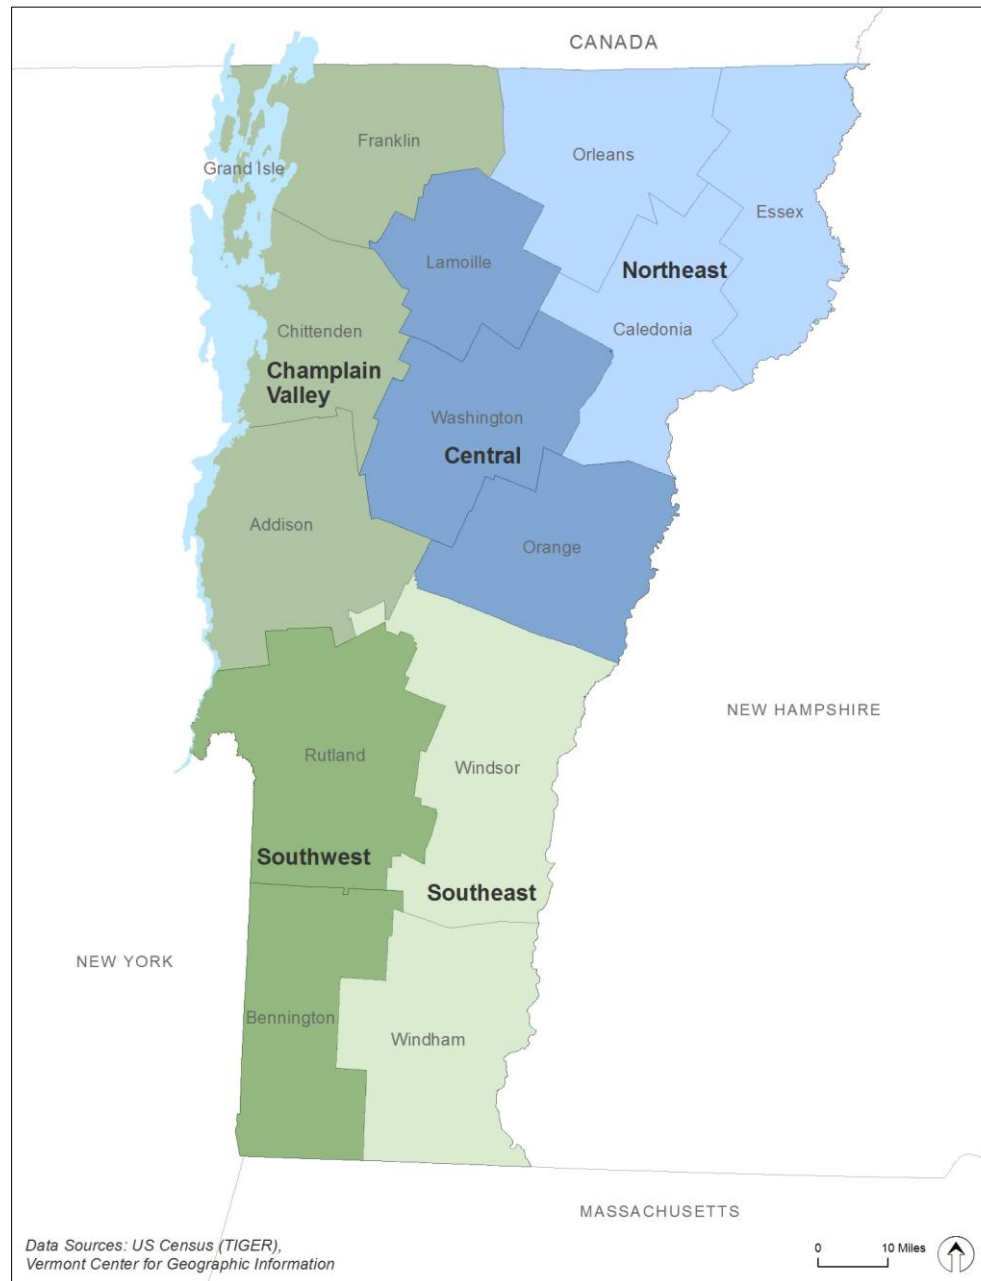 CANADA
Franklin
Orleans
Grand Isle
Essex
Lamoille
Northeast
Chittenden
Caledonia
Champlain
Valley
Washington
Central
Addison
Orange
NEW HAMPSHIRE
Rutland
Windsor
Southwest
Southeast
NEW YORK
Bennington
Windham
MASSACHUSETTS
Data Sources: US Census (TIGER),
Vermont Center for Geographic Information
0 10 Miles